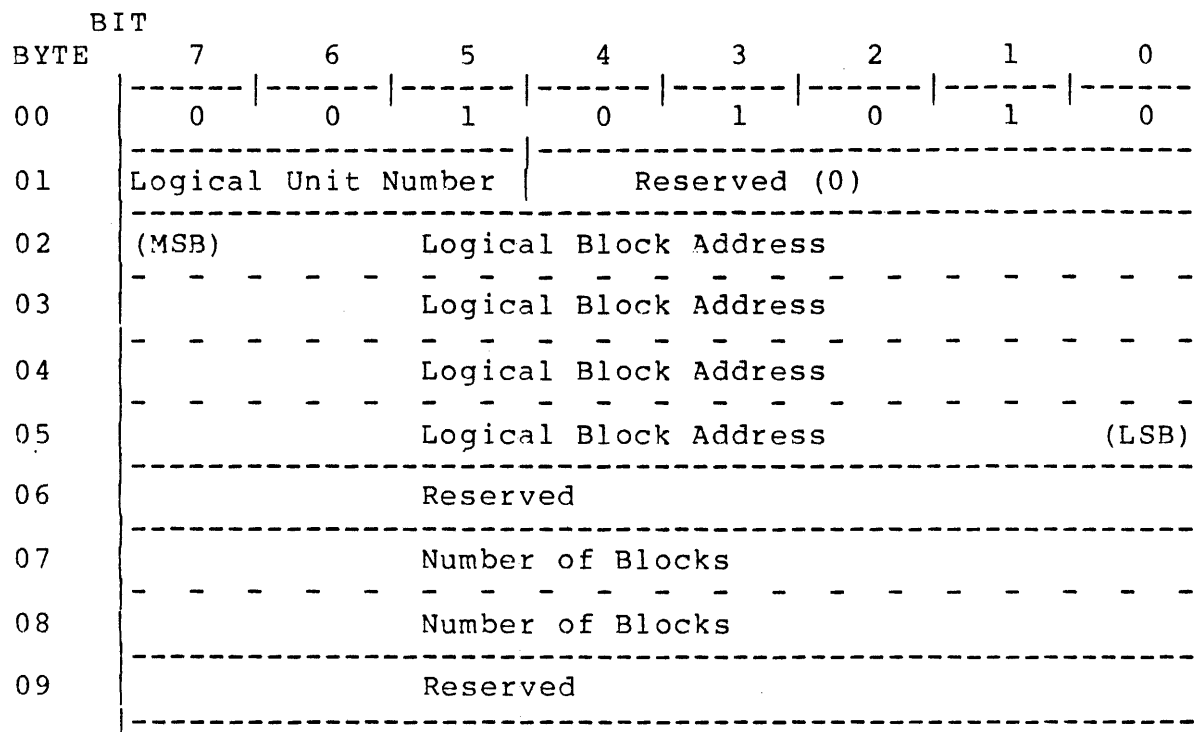 BIT
BYTE 7 6 5 4 3 2 1 0
00 0 0 1 0 1 0 1 0
01 Logical Unit Number Reserved (0)
02 (MSB) Logical Block Address
03 Logical Block Address
04 Logical Block Address
05 Logical Block Address (LSB)
06 Reserved
07 Number of Blocks
08 Number of Blocks
09 Reserved